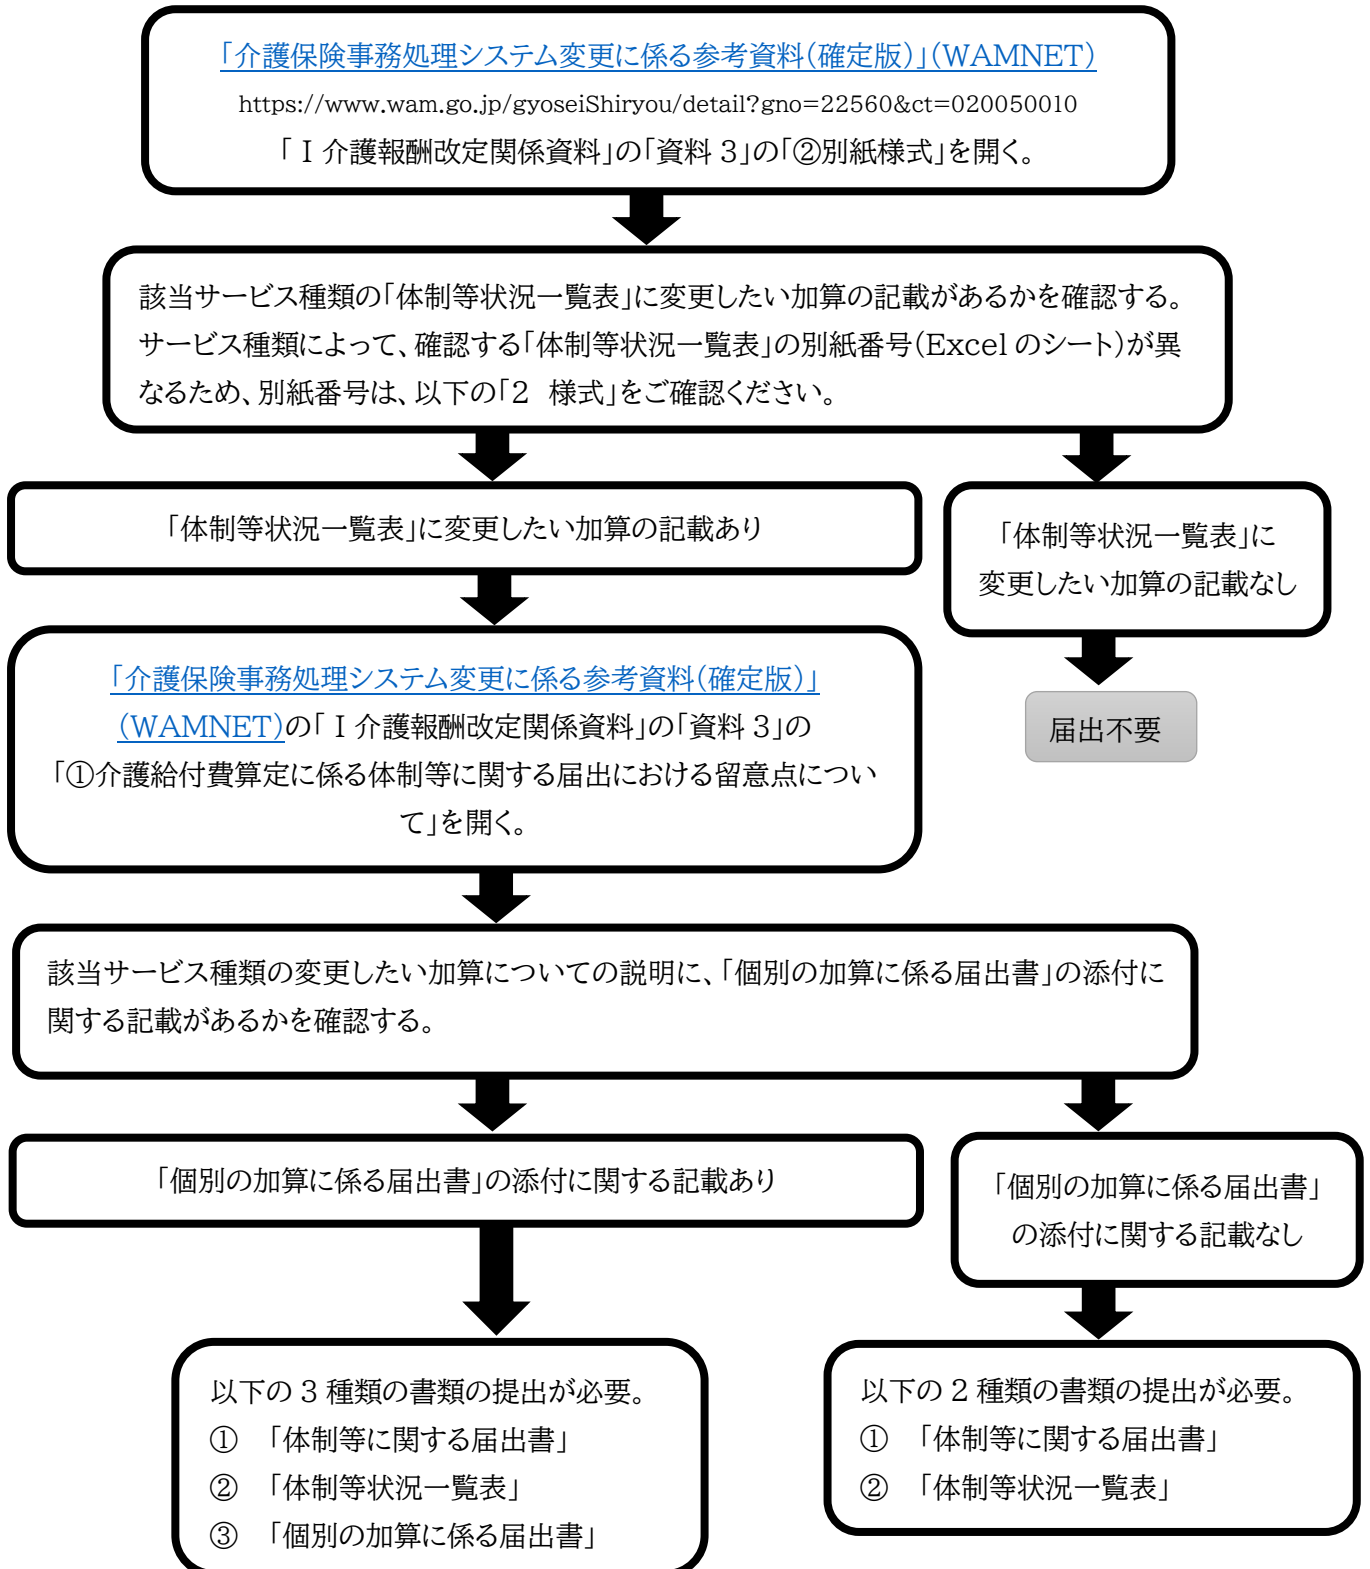 「介護保険事務処理システム変更に係る参考資料（確定版）」（WAMNET）
https://www.wam.go.jp/gyoseiShiryou/detail?gno=22560&ct=020050010
「Ⅰ介護報酬改定関係資料」の「資料3」の「②別紙様式」を開く。
該当サービス種類の「体制等状況一覧表」に変更したい加算の記載があるかを確認する。
サービス種類によって、確認する「体制等状況一覧表」の別紙番号（Excelのシート）が異
なるため、別紙番号は、以下の「2　様式」をご確認ください。
「体制等状況一覧表」に変更したい加算の記載あり
「体制等状況一覧表」に
変更したい加算の記載なし
「介護保険事務処理システム変更に係る参考資料（確定版）」
（WAMNET）の「Ⅰ介護報酬改定関係資料」の「資料3」の
「①介護給付費算定に係る体制等に関する届出における留意点につい
て」を開く。
届出不要
該当サービス種類の変更したい加算についての説明に、「個別の加算に係る届出書」の添付に
関する記載があるかを確認する。
「個別の加算に係る届出書」の添付に関する記載あり
「個別の加算に係る届出書」
の添付に関する記載なし
以下の3種類の書類の提出が必要。
①　「体制等に関する届出書」
②　「体制等状況一覧表」
③　「個別の加算に係る届出書」
以下の2種類の書類の提出が必要。
①　「体制等に関する届出書」
②　「体制等状況一覧表」